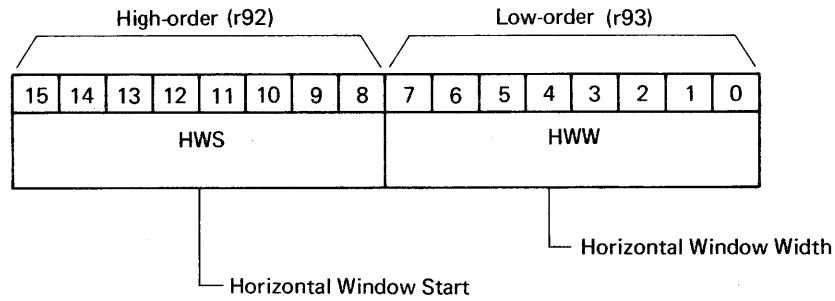 High-order (r92) Low-order (r93)
15 14 13 12 11 10 9 8 7 6 5 4 3 2 1 0
HWS HWW
Horizontal Window Width
Horizontal Window Start